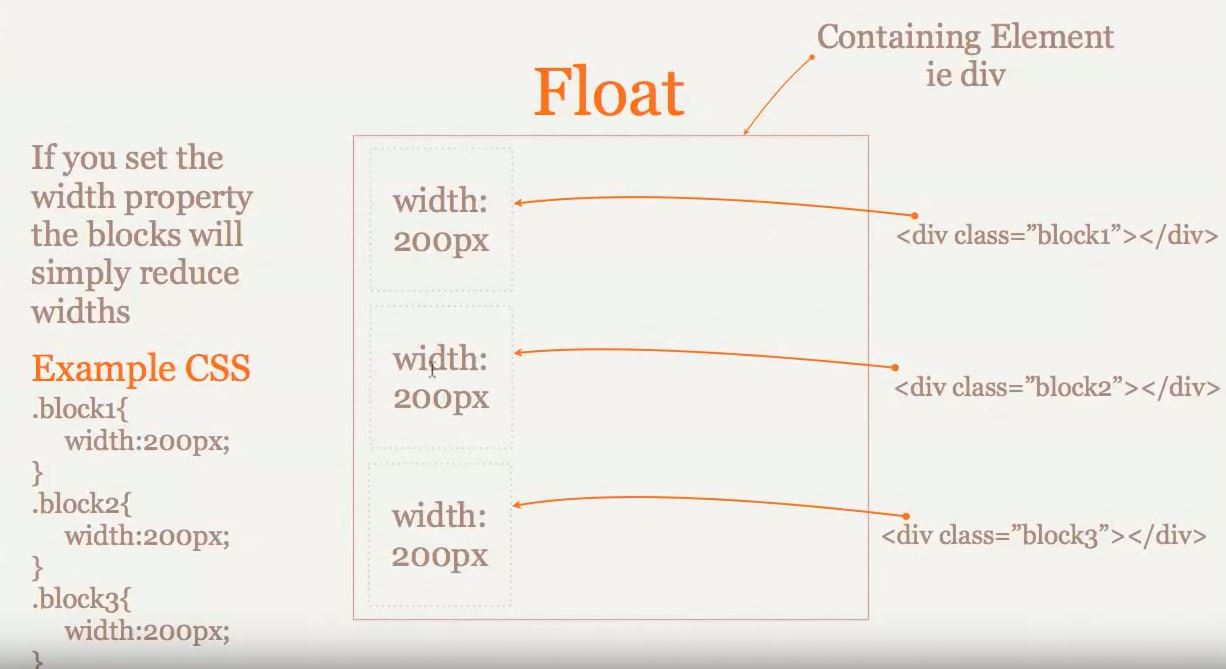 Containing Element
ie div
Float
If you set the
width property
the blocks will
simply reduce
widths
Example CSS
.block1{
width:200px;
}
.block2{
width:200px;
}
.block3{
width:200px;
}
width:
200px
<div class=”block1”></div>
width:
200px
<div class=”block2”></div>
width:
200px
<div class=”block3”></div>